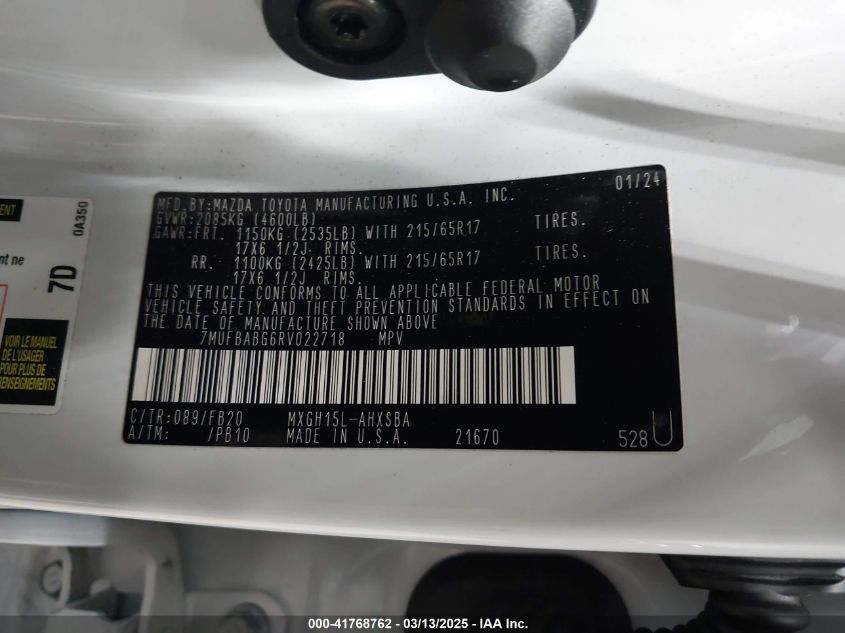 MFD.BY:MAZDA TOYOTA MANUFACTURING U.S.A. INC. 01/24
GVWR:2085KG (4600LB)
GAWR:FRT. 1150KG (2535LB) WITH 215/65R17 TIRES.
17X6 1/2J. RIMS.
RR. 1100KG (2425LB) WITH 215/65R17 TIRES.
17X6 1/2J. RIMS.
THIS VEHICLE CONFORMS TO ALL APPLICABLE FEDERAL MOTOR
VEHICLE SAFETY AND THEFT PREVENTION STANDARDS IN EFFECT ON
THE DATE OF MANUFACTURE SHOWN ABOVE
7MUFBABG6RV022718 MPV
C/TR:089/FB20 MXGH15L-AHXSBA
A/TM: /PB10 MADE IN U.S.A. 21670 528 U
ENT
nt ne
7D
0A350
VOIR LE MANUEL
DE L'USAGER
POUR PLUS DE
RENSEIGNEMENTS
000-41768762 — 03/13/2025 — IAA Inc.